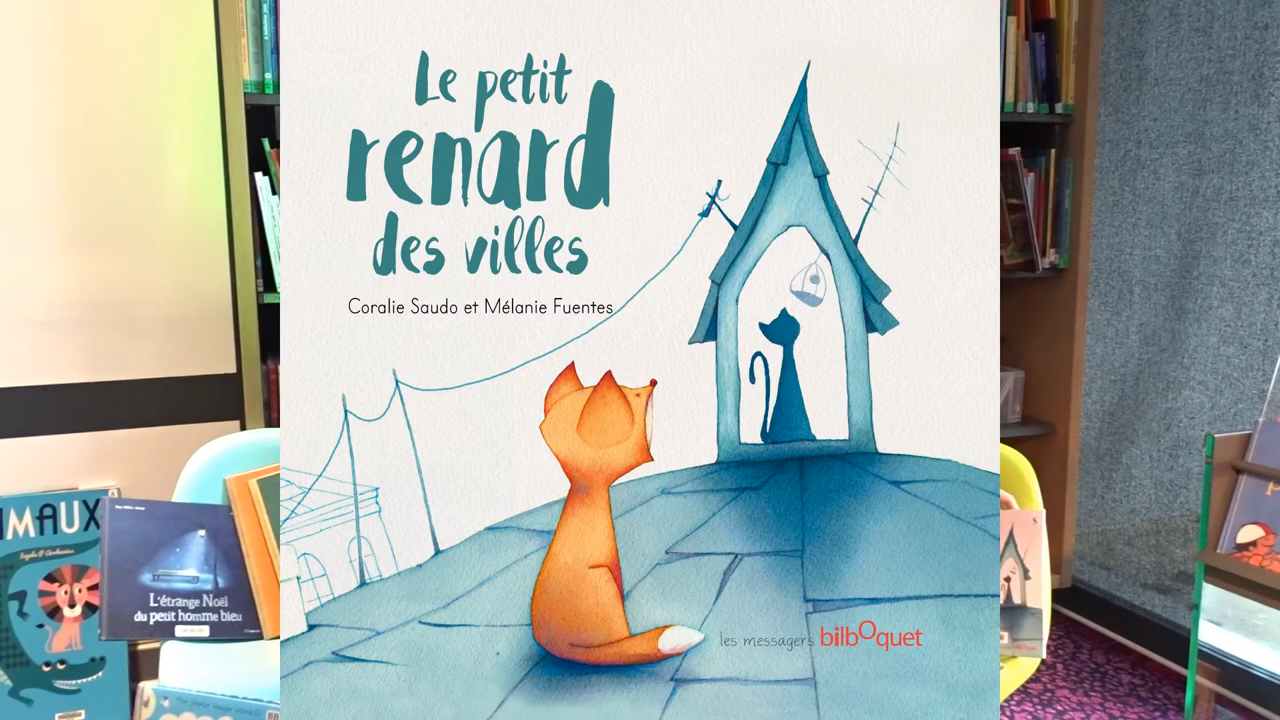 Le petit
renard
des villes
Coralie Saudo et Mélanie Fuentes
les messagers bilbOquet
MAUX
L'étrange Noël
du petit homme bleu